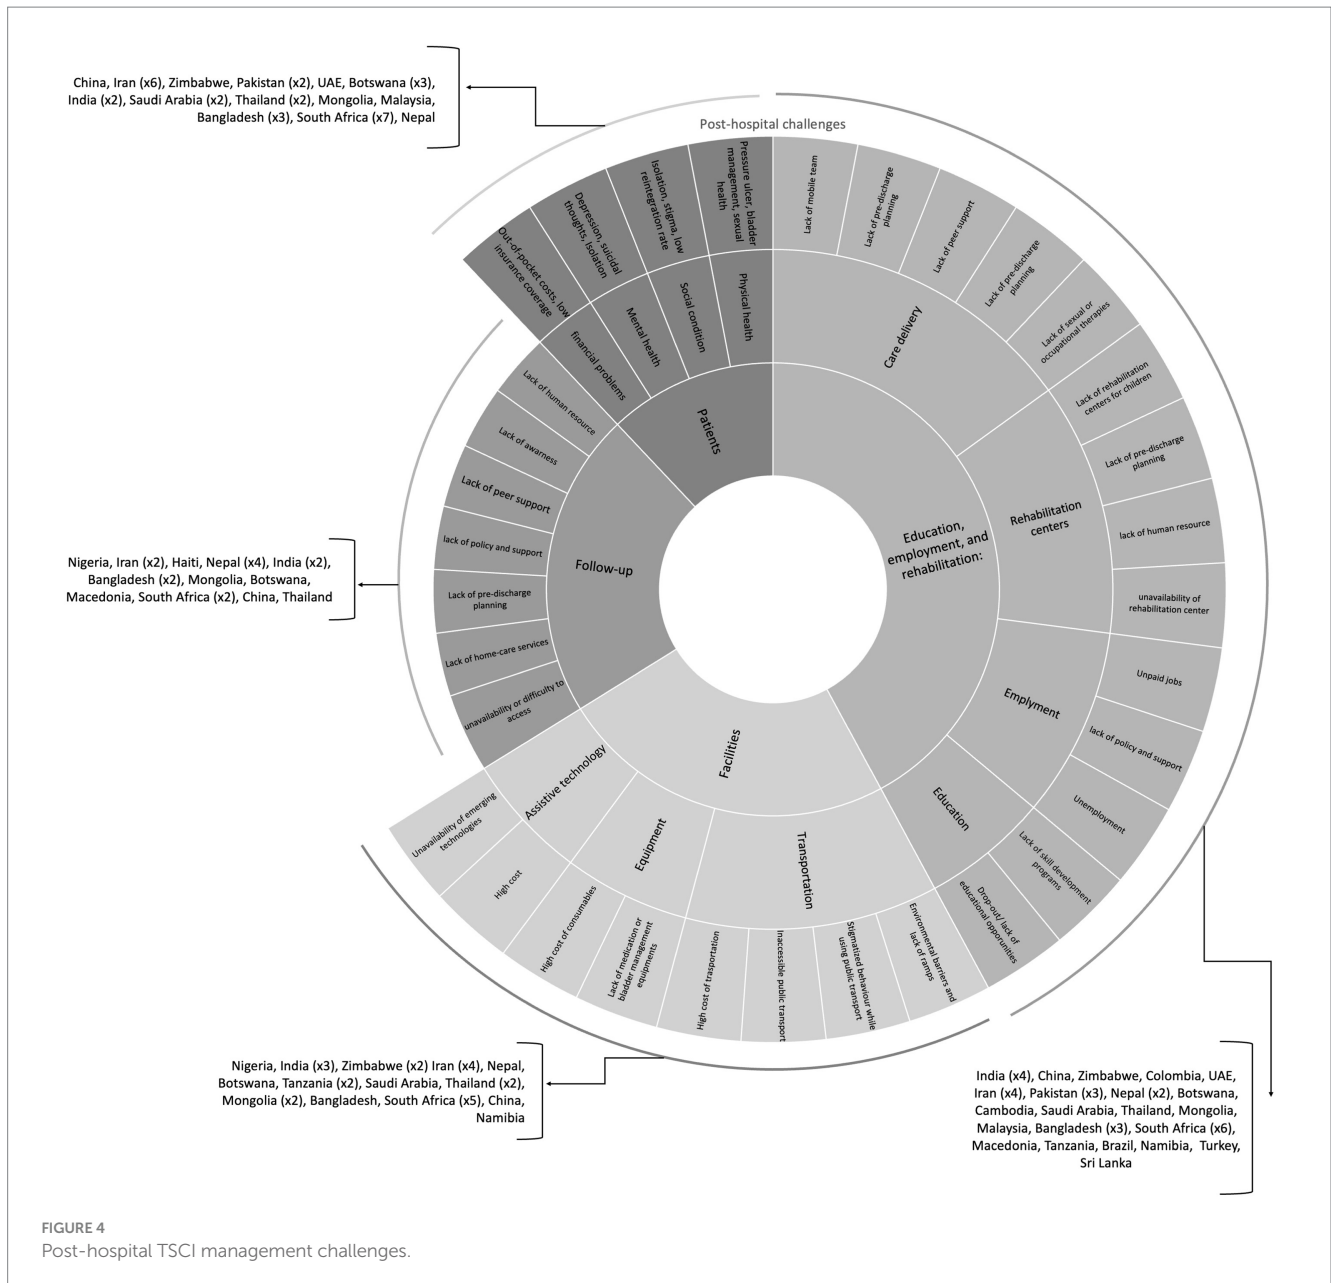 China, Iran (x6), Zimbabwe, Pakistan (x2), UAE, Botswana (x3),
India (x2), Saudi Arabia (x2), Thailand (x2), Mongolia, Malaysia,
Bangladesh (x3), South Africa (x7), Nepal
Post-hospital challenges
Out-of-pocket costs, low
insurance coverage
Depression, suicidal
thoughts, Isolation
Isolation, stigma, low
reintegration rate
Pressure ulcer, bladder
management, sexual
health
financial problems
Mental health
Social condition
Physical health
Patients
Lack of mobile team
Lack of pre-discharge
planning
Lack of peer support
Lack of pre-discharge
planning
Lack of sexual or
occupational therapies
Care delivery
Lack of rehabilitation
centers for children
Lack of pre-discharge
planning
lack of human resource
unavailability of
rehabilitation center
Rehabilitation
centers
Education,
employment, and
rehabilitation:
Unpaid jobs
lack of policy and support
Unemployment
Emplyment
Lack of skill development
programs
Drop-out/ lack of
educational opporunities
Education
Lack of human resource
Lack of awarness
Lack of peer support
lack of policy and support
Lack of pre-discharge
planning
Lack of home-care services
unavailability or difficulty to
access
Follow-up
Nigeria, Iran (x2), Haiti, Nepal (x4), India (x2),
Bangladesh (x2), Mongolia, Botswana,
Macedonia, South Africa (x2), China, Thailand
Facilities
Assistive technology
Equipment
Transportation
Unavailability of emerging
technologies
High cost
High cost of consumables
Lack of medication or
bladder management
equipments
High cost of trasportation
Inaccessible public transport
Stigmatized behaviour while
using public transport
Environmental barriers and
lack of ramps
Nigeria, India (x3), Zimbabwe (x2) Iran (x4), Nepal,
Botswana, Tanzania (x2), Saudi Arabia, Thailand (x2),
Mongolia (x2), Bangladesh, South Africa (x5), China,
Namibia
India (x4), China, Zimbabwe, Colombia, UAE,
Iran (x4), Pakistan (x3), Nepal (x2), Botswana,
Cambodia, Saudi Arabia, Thailand, Mongolia,
Malaysia, Bangladesh (x3), South Africa (x6),
Macedonia, Tanzania, Brazil, Namibia, Turkey,
Sri Lanka
FIGURE 4
Post-hospital TSCI management challenges.